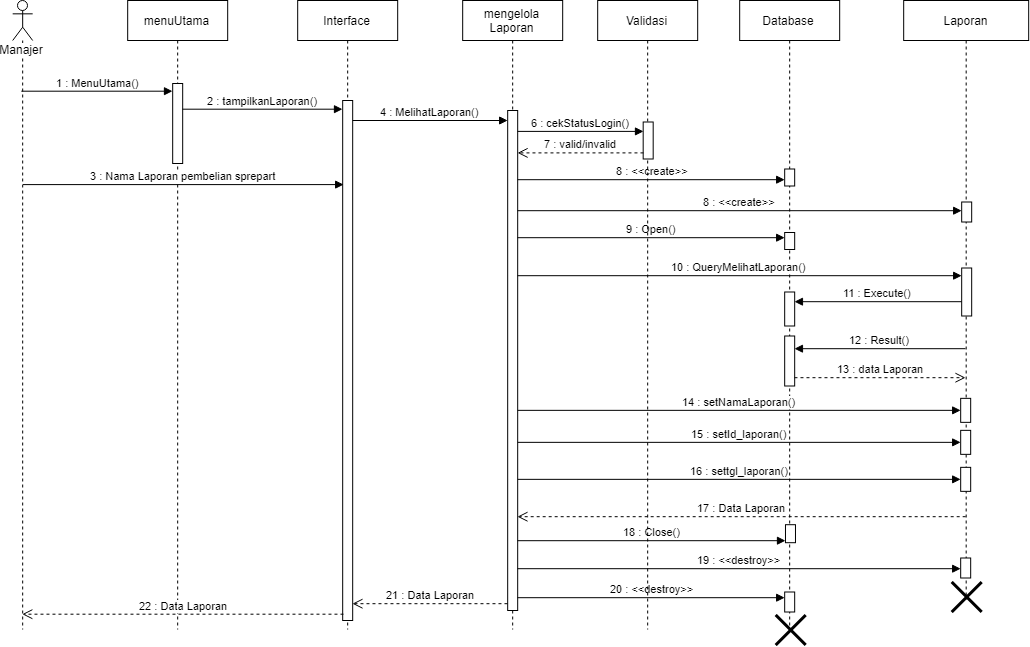 menuUtama
Interface
mengelola
Laporan
Validasi
Database
Laporan
Manajer
1 : MenuUtama()
2 : tampilkanLaporan()
4 : MelihatLaporan()
6 : cekStatusLogin()
7 : valid/invalid
8 : <<create>>
3 : Nama Laporan pembelian sprepart
8 : <<create>>
9 : Open()
10 : QueryMelihatLaporan()
11 : Execute()
12 : Result()
13 : data Laporan
14 : setNamaLaporan()
15 : setId_laporan()
16 : settgl_laporan()
17 : Data Laporan
18 : Close()
19 : <<destroy>>
20 : <<destroy>>
21 : Data Laporan
22 : Data Laporan